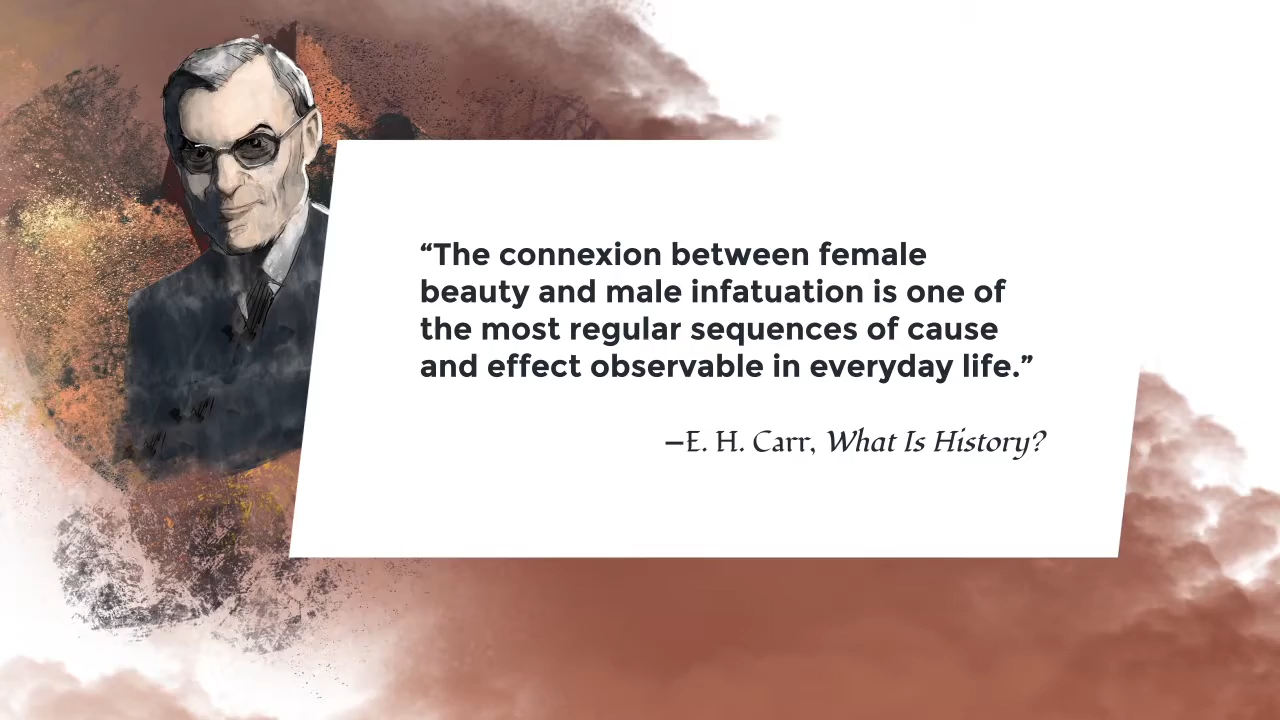 “The connexion between female
beauty and male infatuation is one of
the most regular sequences of cause
and effect observable in everyday life.”
—E. H. Carr, What Is History?